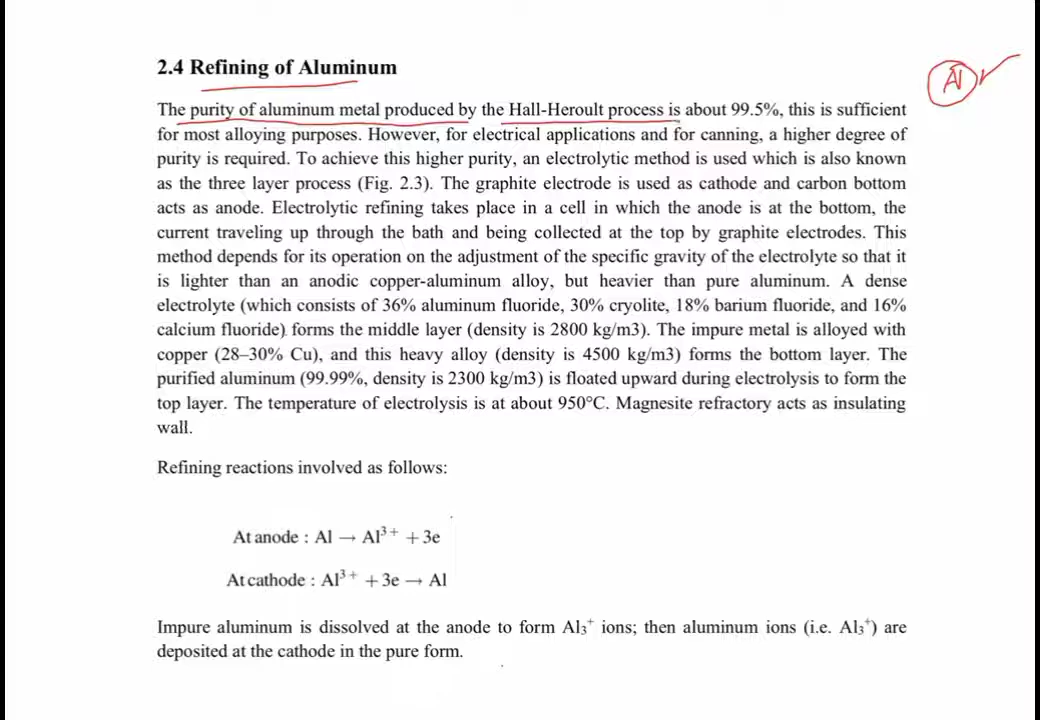 2.4 Refining of Aluminum
Al
The purity of aluminum metal produced by the Hall-Heroult process is about 99.5%, this is sufficient
for most alloying purposes. However, for electrical applications and for canning, a higher degree of
purity is required. To achieve this higher purity, an electrolytic method is used which is also known
as the three layer process (Fig. 2.3). The graphite electrode is used as cathode and carbon bottom
acts as anode. Electrolytic refining takes place in a cell in which the anode is at the bottom, the
current traveling up through the bath and being collected at the top by graphite electrodes. This
method depends for its operation on the adjustment of the specific gravity of the electrolyte so that it
is lighter than an anodic copper-aluminum alloy, but heavier than pure aluminum. A dense
electrolyte (which consists of 36% aluminum fluoride, 30% cryolite, 18% barium fluoride, and 16%
calcium fluoride) forms the middle layer (density is 2800 kg/m3). The impure metal is alloyed with
copper (28–30% Cu), and this heavy alloy (density is 4500 kg/m3) forms the bottom layer. The
purified aluminum (99.99%, density is 2300 kg/m3) is floated upward during electrolysis to form the
top layer. The temperature of electrolysis is at about 950°C. Magnesite refractory acts as insulating
wall.
Refining reactions involved as follows:
At anode : Al → Al³⁺ + 3e
At cathode : Al³⁺ + 3e → Al
Impure aluminum is dissolved at the anode to form Al₃⁺ ions; then aluminum ions (i.e. Al₃⁺) are
deposited at the cathode in the pure form.